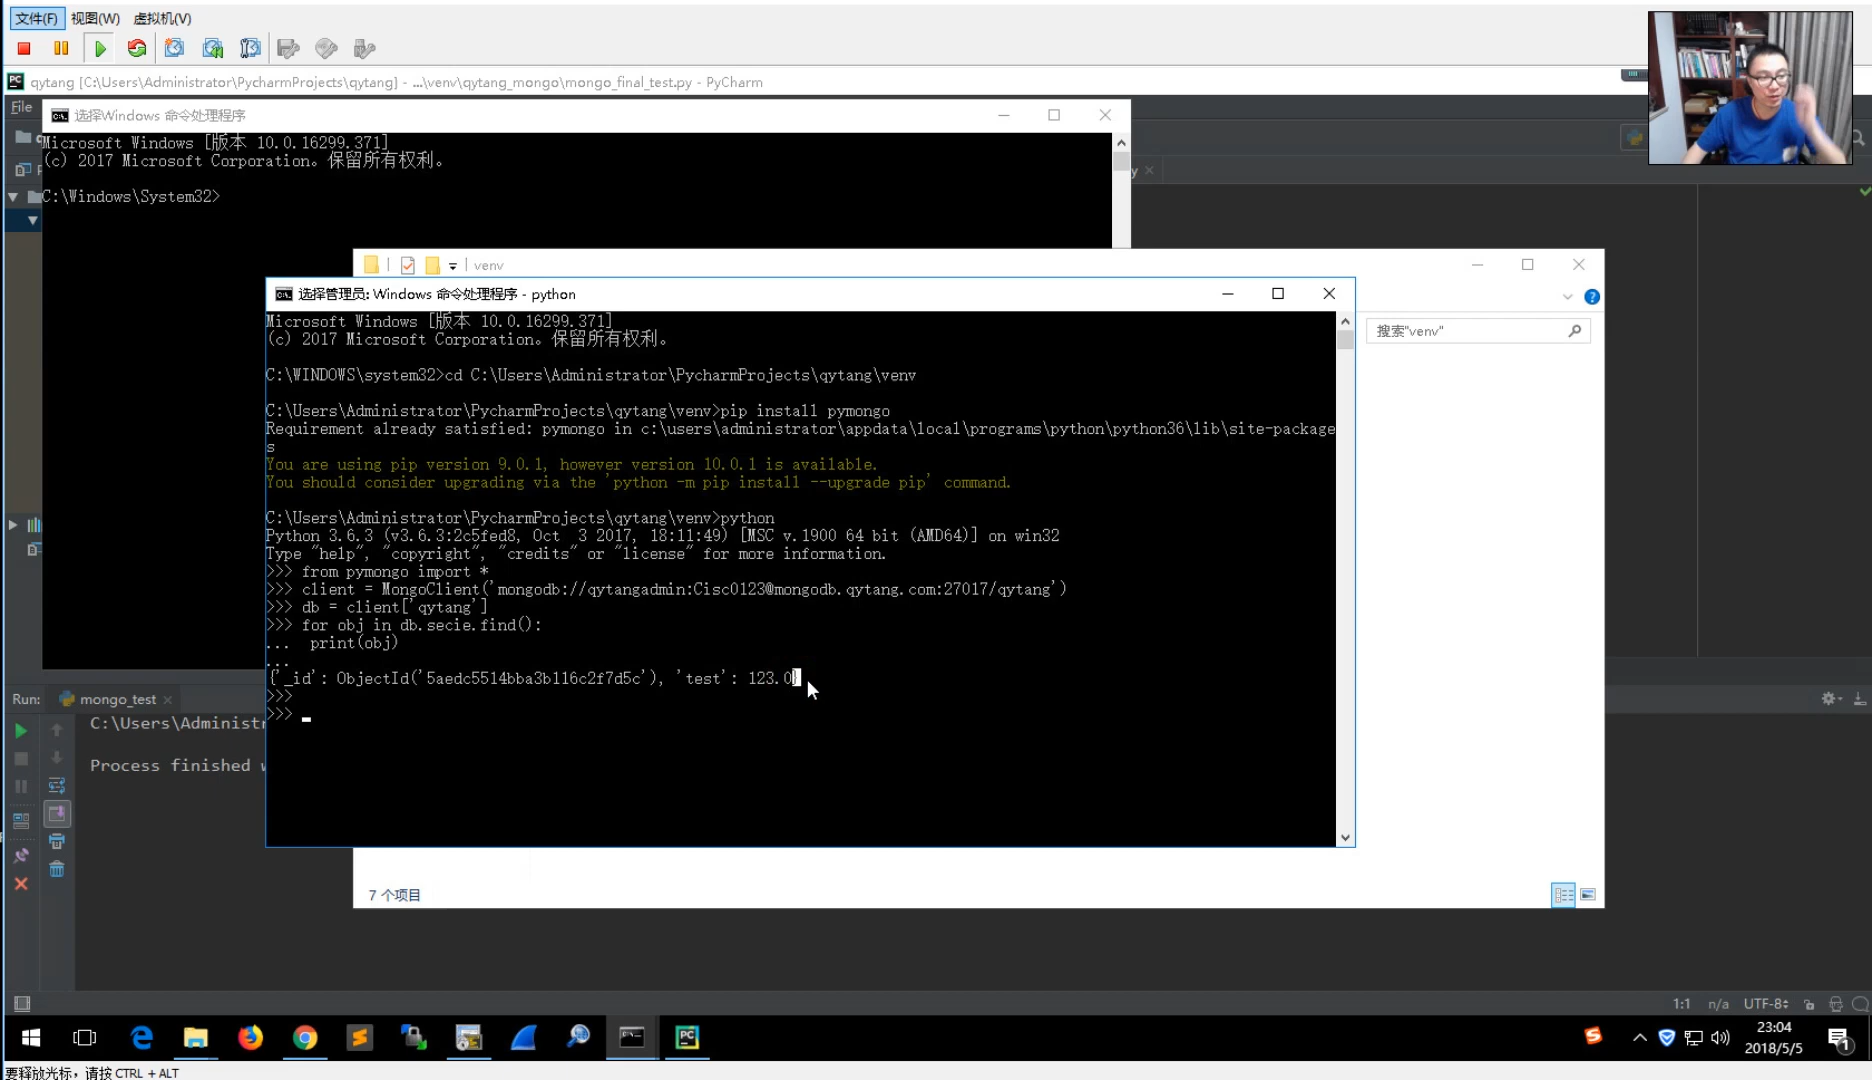 文件(F) 视图(W) 虚拟机(V)
qytang [C:\Users\Administrator\PycharmProjects\qytang] - ...\venv\qytang_mongo\mongo_final_test.py - PyCharm
File
选择Windows 命令处理程序
Microsoft Windows [版本 10.0.16299.371]
(c) 2017 Microsoft Corporation。保留所有权利。
C:\Windows\System32>
venv
选择管理员: Windows 命令处理程序 - python
搜索"venv"
Microsoft Windows [版本 10.0.16299.371]
(c) 2017 Microsoft Corporation。保留所有权利。
C:\WINDOWS\system32>cd C:\Users\Administrator\PycharmProjects\qytang\venv
C:\Users\Administrator\PycharmProjects\qytang\venv>pip install pymongo
Requirement already satisfied: pymongo in c:\users\administrator\appdata\local\programs\python\python36\lib\site-package
s
You are using pip version 9.0.1, however version 10.0.1 is available.
You should consider upgrading via the 'python -m pip install --upgrade pip' command.
C:\Users\Administrator\PycharmProjects\qytang\venv>python
Python 3.6.3 (v3.6.3:2c5fed8, Oct  3 2017, 18:11:49) [MSC v.1900 64 bit (AMD64)] on win32
Type "help", "copyright", "credits" or "license" for more information.
>>> from pymongo import *
>>> client = MongoClient('mongodb://qytangadmin:Cisc0123@mongodb.qytang.com:27017/qytang')
>>> db = client['qytang']
>>> for obj in db.secie.find():
...  print(obj)
...
{'_id': ObjectId('5aedc5514bba3b116c2f7d5c'), 'test': 123.0}
>>>
>>>
Run: mongo_test
C:\Users\Administr
Process finished
7 个项目
1:1 n/a UTF-8
23:04
2018/5/5
1
要释放光标，请按 CTRL + ALT